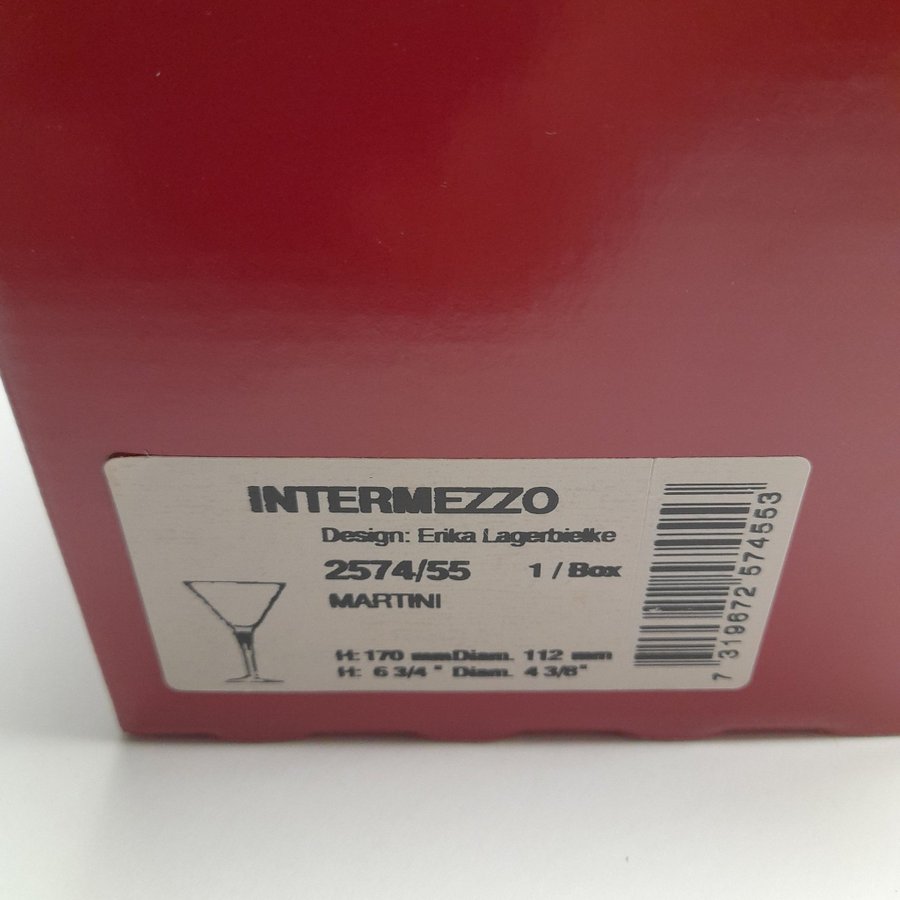 INTERMEZZO
Design: Erika Lagerbielke
2574/55 1 / Box
MARTINI
H: 170 mm Diam. 112 mm
H: 6 3/4 " Diam. 4 3/8"
7 319672 574553